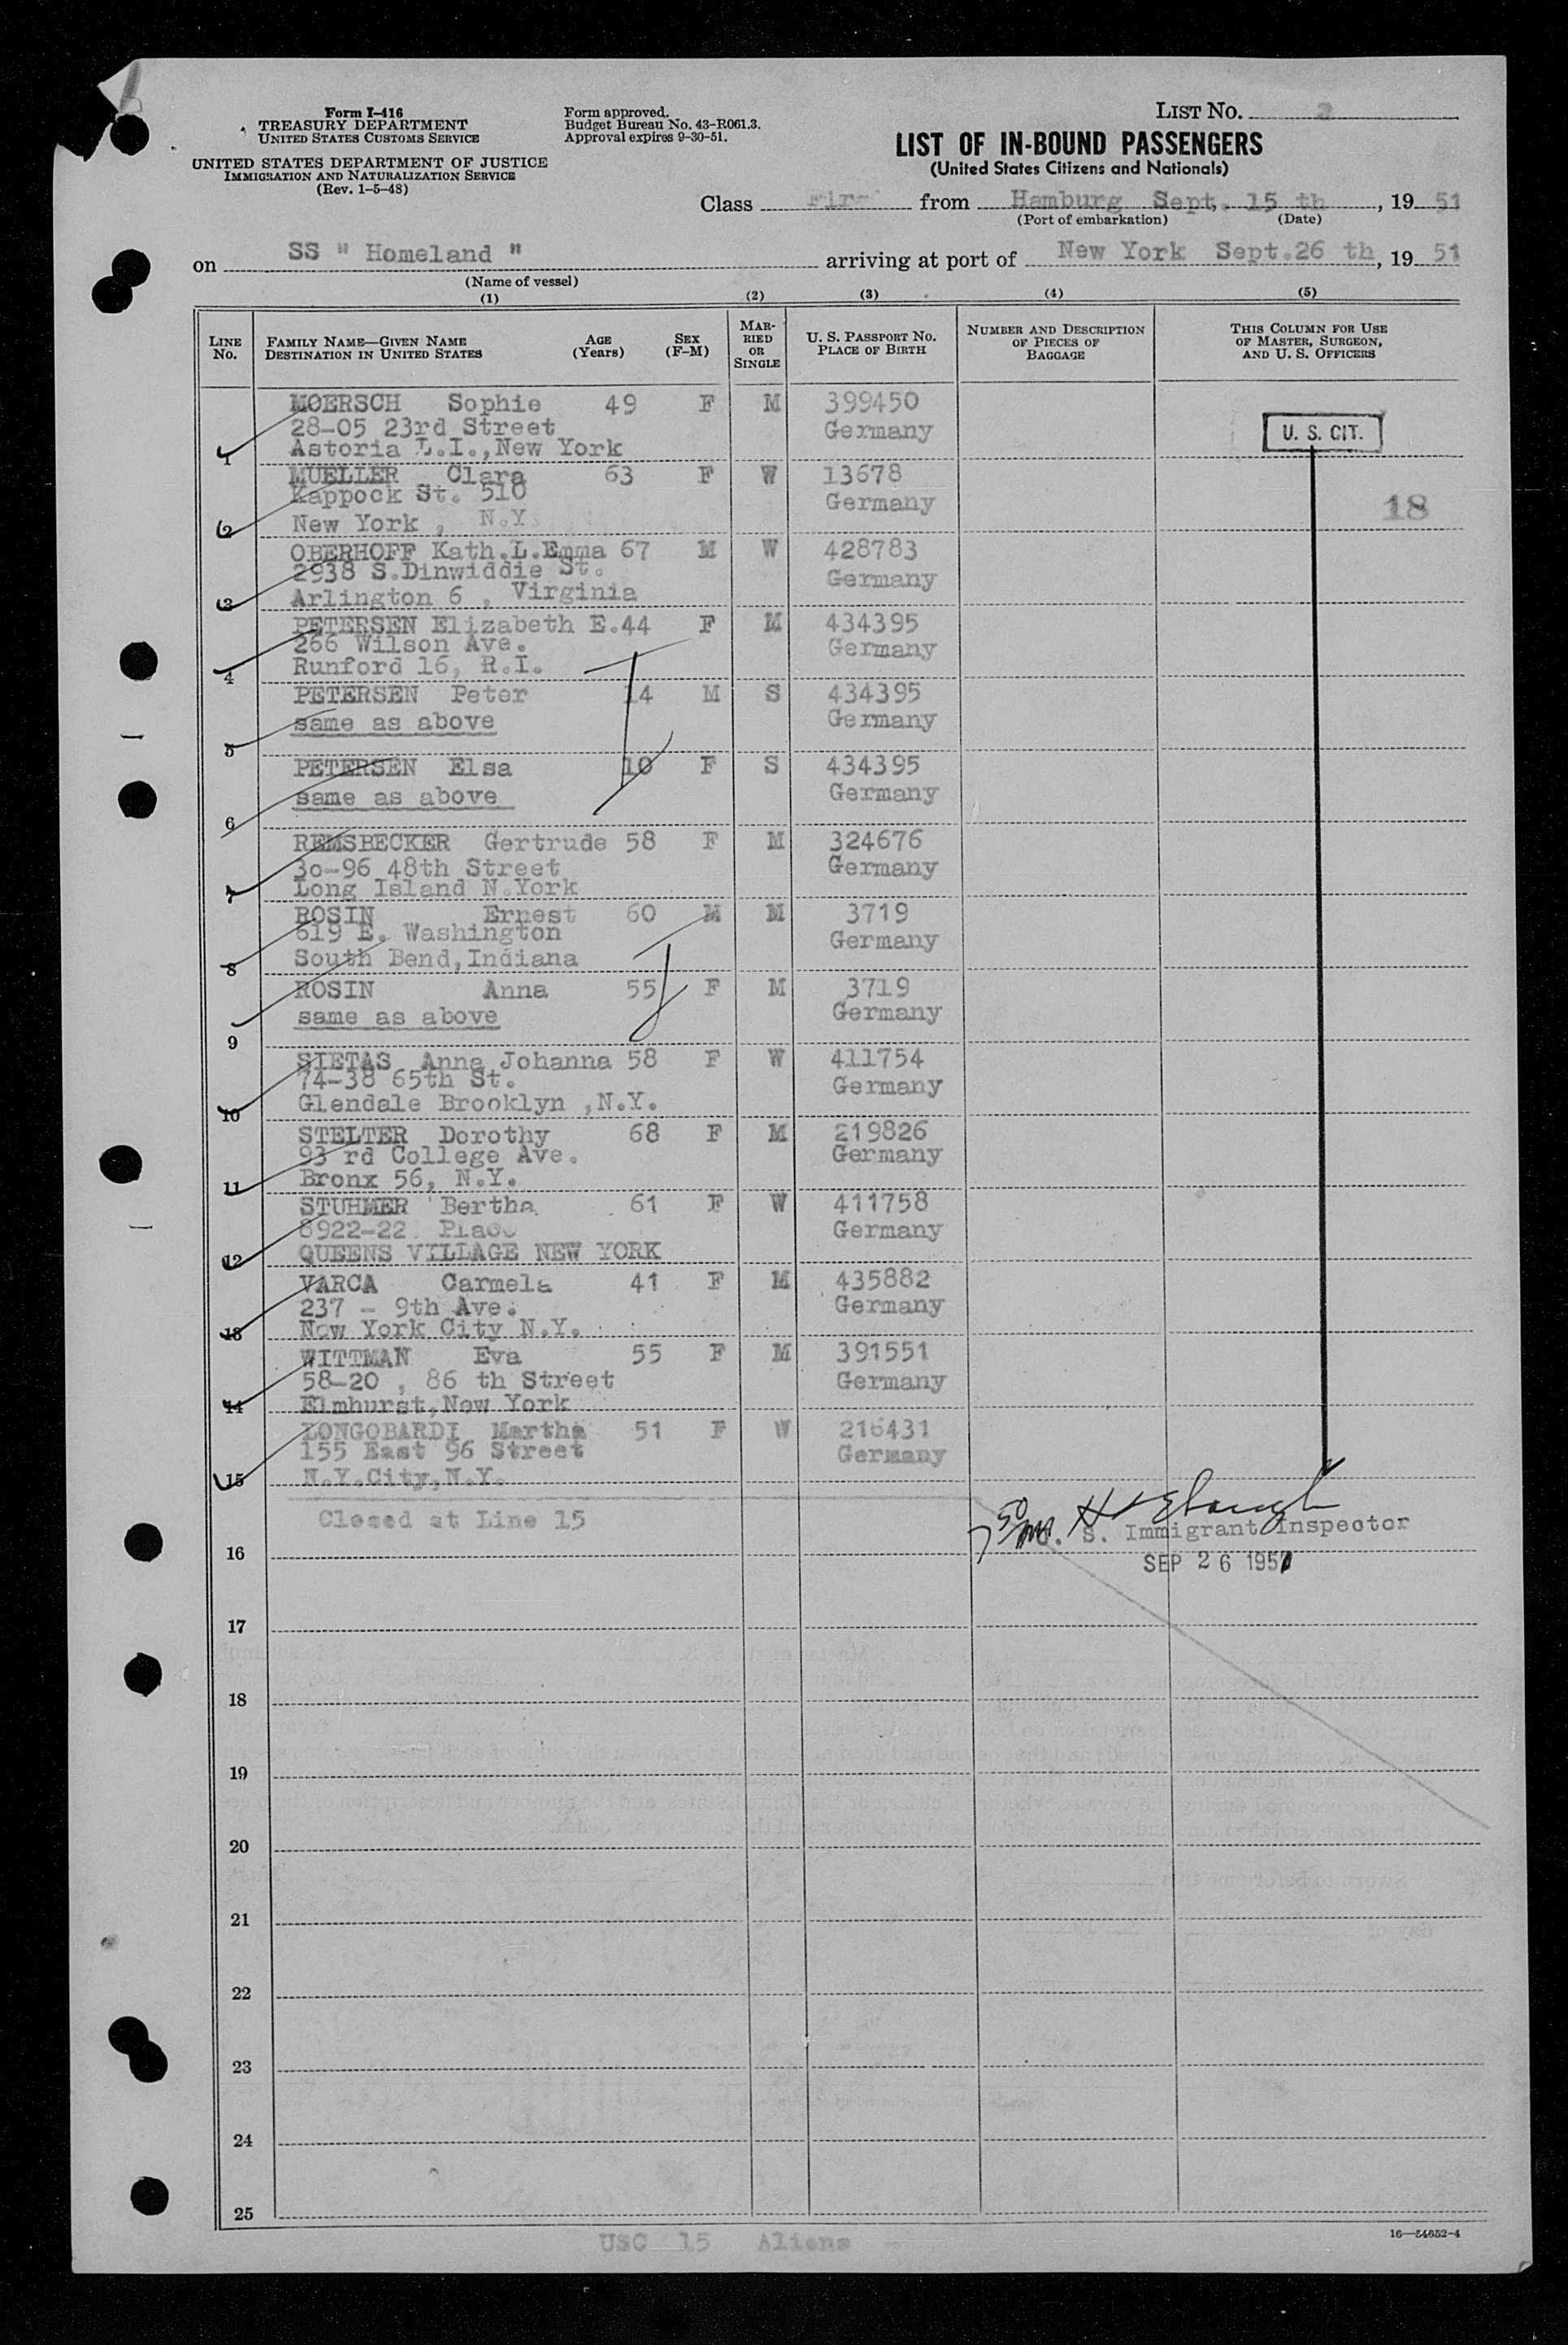 Form I-416
TREASURY DEPARTMENT
UNITED STATES CUSTOMS SERVICE
UNITED STATES DEPARTMENT OF JUSTICE
IMMIGRATION AND NATURALIZATION SERVICE
(Rev. 1-5-48)
Form approved.
Budget Bureau No. 43-R061.3.
Approval expires 9-30-51.
LIST NO.
LIST OF IN-BOUND PASSENGERS
(United States Citizens and Nationals)
Class First from Hamburg Sept. 15 th, 19 51
(Port of embarkation) (Date)
on SS " Homeland " arriving at port of New York Sept.26 th, 19 51
(Name of vessel)
(1) (2) (3) (4) (5)
LINE NO.
FAMILY NAME—GIVEN NAME
DESTINATION IN UNITED STATES
AGE (Years)
SEX (F-M)
MARRIED OR SINGLE
U. S. PASSPORT NO.
PLACE OF BIRTH
NUMBER AND DESCRIPTION OF PIECES OF BAGGAGE
THIS COLUMN FOR USE OF MASTER, SURGEON, AND U. S. OFFICERS
MOERSCH Sophie 49 F M 399450
28-05 23rd Street Germany
1 Astoria L.I.,New York
U. S. CIT.
MUELLER Clara 63 F W 13678
Kappock St. 510 Germany
2 New York , N.Y.
18
OBERHOFF Kath.L.Emma 67 M W 428783
2938 S.Dinwiddie St. Germany
3 Arlington 6 , Virginia
PETERSEN Elizabeth E.44 F M 434395
266 Wilson Ave. Germany
4 Runford 16, R.I.
PETERSEN Peter 14 M S 434395
same as above Germany
5
PETERSEN Elsa 10 F S 434395
same as above Germany
6
REMSBECKER Gertrude 58 F M 324676
3o-96 48th Street Germany
7 Long Island N.York
ROSIN Ernest 60 M M 3719
619 E. Washington Germany
8 South Bend,Indiana
ROSIN Anna 55 F M 3719
same as above Germany
9
SIETAS Anna Johanna 58 F W 411754
74-38 65th St. Germany
10 Glendale Brooklyn ,N.Y.
STELTER Dorothy 68 F M 219826
93 rd College Ave. Germany
11 Bronx 56, N.Y.
STUHMER Bertha 61 F W 411758
8922-22 Place Germany
12 QUEENS VILLAGE NEW YORK
VARCA Carmela 41 F M 435882
237 - 9th Ave. Germany
13 New York City N.Y.
WITTMAN Eva 55 F M 391551
58-20 , 86 th Street Germany
14 Elmhurst,New York
LONGOBARDI Martha 51 F W 216431
155 East 96 Street Germany
15 N.Y.City,N.Y.
Closed at Line 15
S. Immigrant Inspector
16
SEP 26 1951
17
18
19
20
21
22
23
24
25
USC 15 Aliens -
16—54652-4